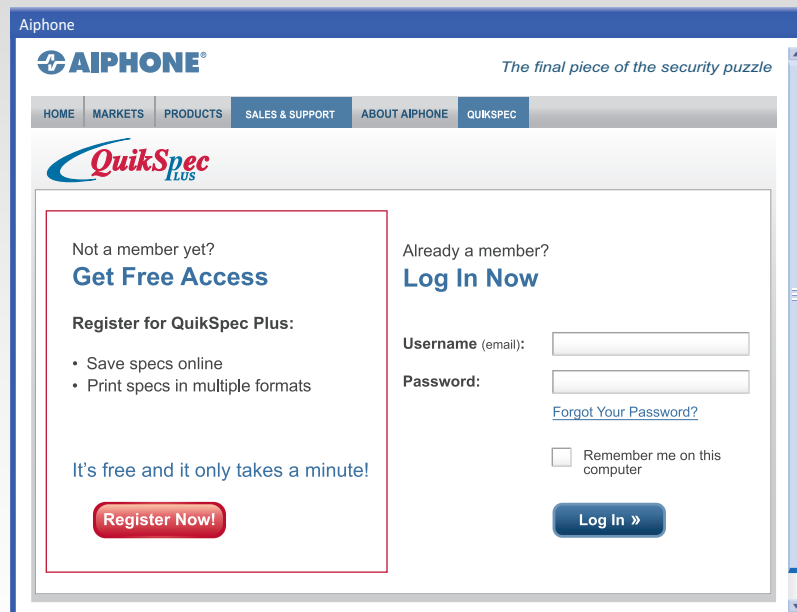 Aiphone
AIPHONE®
The final piece of the security puzzle
HOME MARKETS PRODUCTS SALES & SUPPORT ABOUT AIPHONE QUIKSPEC
QuikSpec
PLUS
Not a member yet?
Get Free Access
Register for QuikSpec Plus:
• Save specs online
• Print specs in multiple formats
It's free and it only takes a minute!
Register Now!
Already a member?
Log In Now
Username (email):
Password:
Forgot Your Password?
Remember me on this
computer
Log In »